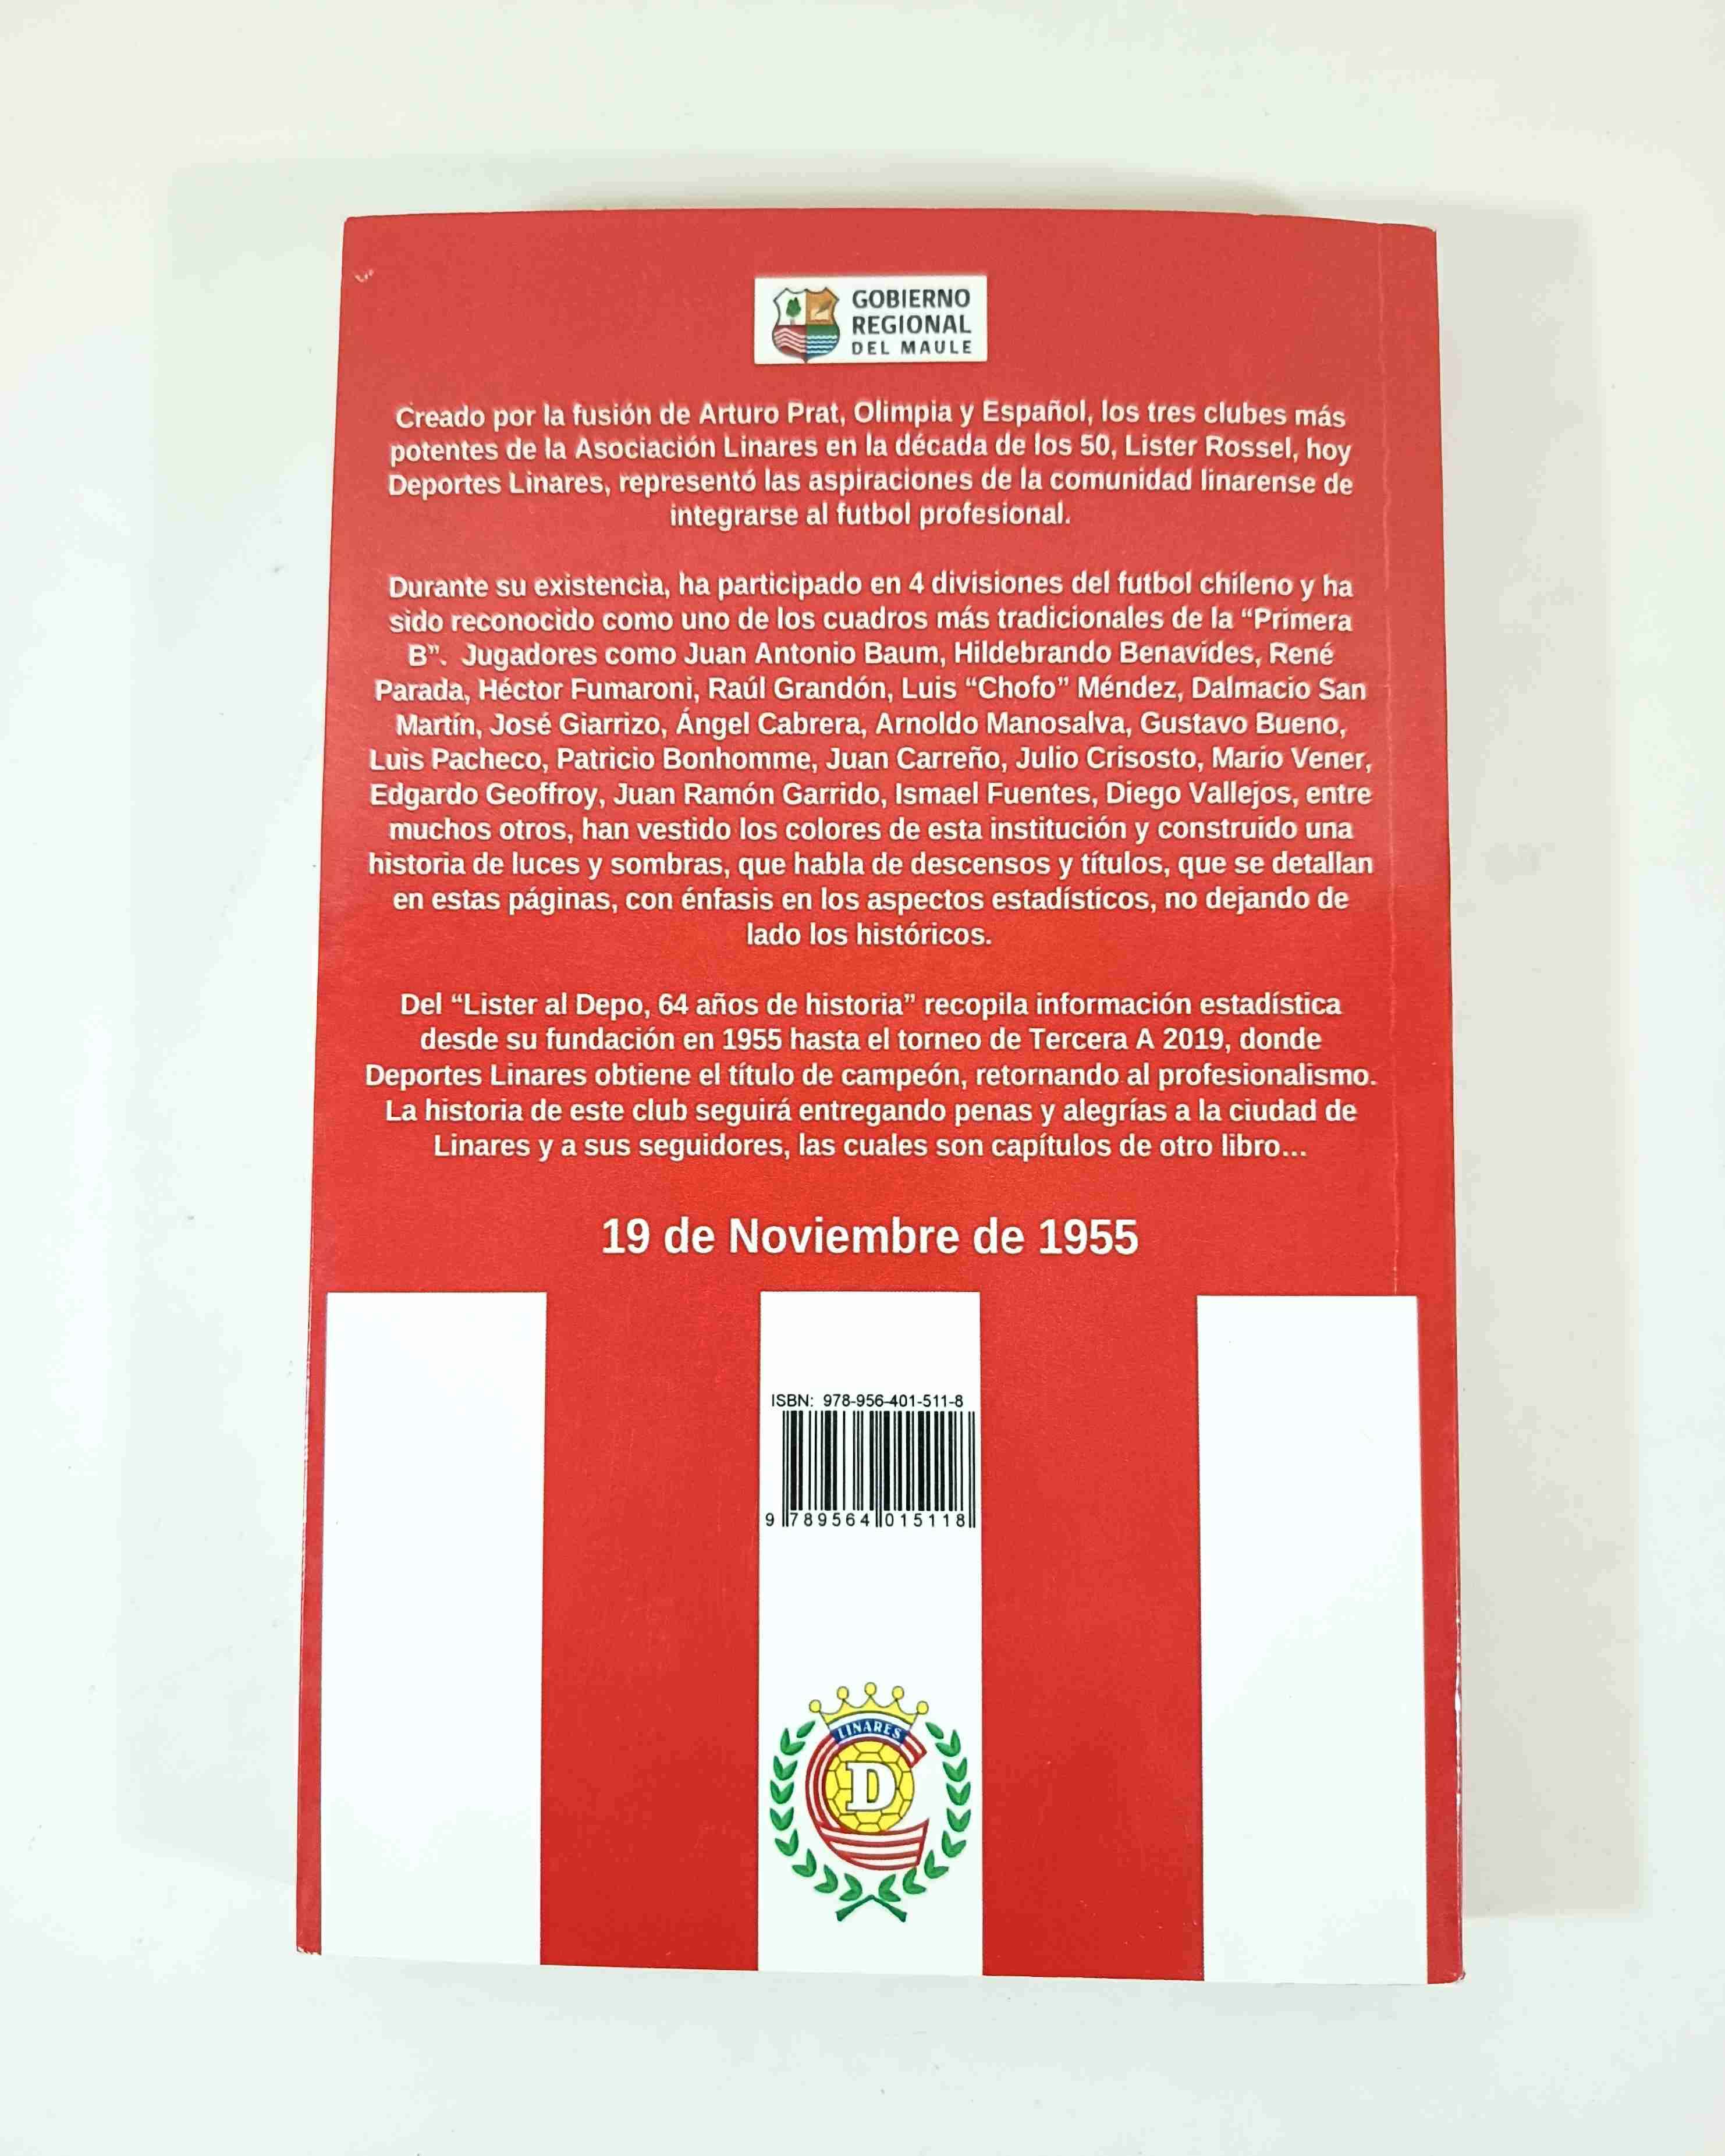 GOBIERNO
REGIONAL
DEL MAULE
Creado por la fusión de Arturo Prat, Olimpia y Español, los tres clubes más
potentes de la Asociación Linares en la década de los 50, Lister Rossel, hoy
Deportes Linares, representó las aspiraciones de la comunidad linarense de
integrarse al futbol profesional.
Durante su existencia, ha participado en 4 divisiones del futbol chileno y ha
sido reconocido como uno de los cuadros más tradicionales de la “Primera
B”. Jugadores como Juan Antonio Baum, Hildebrando Benavídes, René
Parada, Héctor Fumaroni, Raúl Grandón, Luis “Chofo” Méndez, Dalmacio San
Martín, José Giarrizo, Ángel Cabrera, Arnoldo Manosalva, Gustavo Bueno,
Luis Pacheco, Patricio Bonhomme, Juan Carreño, Julio Crisosto, Mario Vener,
Edgardo Geoffroy, Juan Ramón Garrido, Ismael Fuentes, Diego Vallejos, entre
muchos otros, han vestido los colores de esta institución y construido una
historia de luces y sombras, que habla de descensos y títulos, que se detallan
en estas páginas, con énfasis en los aspectos estadísticos, no dejando de
lado los históricos.
Del “Lister al Depo, 64 años de historia” recopila información estadística
desde su fundación en 1955 hasta el torneo de Tercera A 2019, donde
Deportes Linares obtiene el título de campeón, retornando al profesionalismo.
La historia de este club seguirá entregando penas y alegrías a la ciudad de
Linares y a sus seguidores, las cuales son capítulos de otro libro...
19 de Noviembre de 1955
ISBN: 978-956-401-511-8
9 789564 015118
LINARES
C D